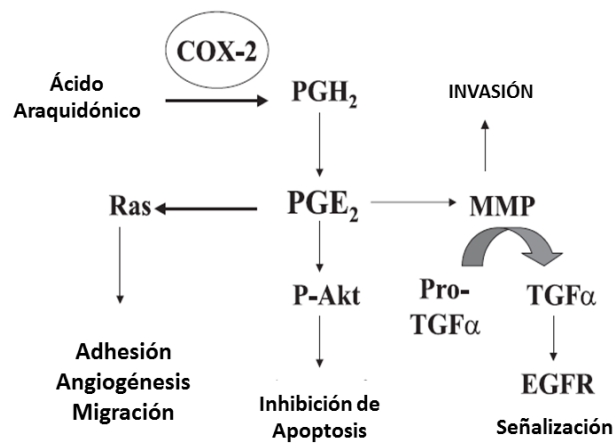 COX-2
Ácido
Araquidónico
PGH₂
INVASIÓN
Ras
PGE₂
MMP
P-Akt
Pro-
TGFα
TGFα
Adhesión
Angiogénesis
Migración
Inhibición de
Apoptosis
EGFR
Señalización